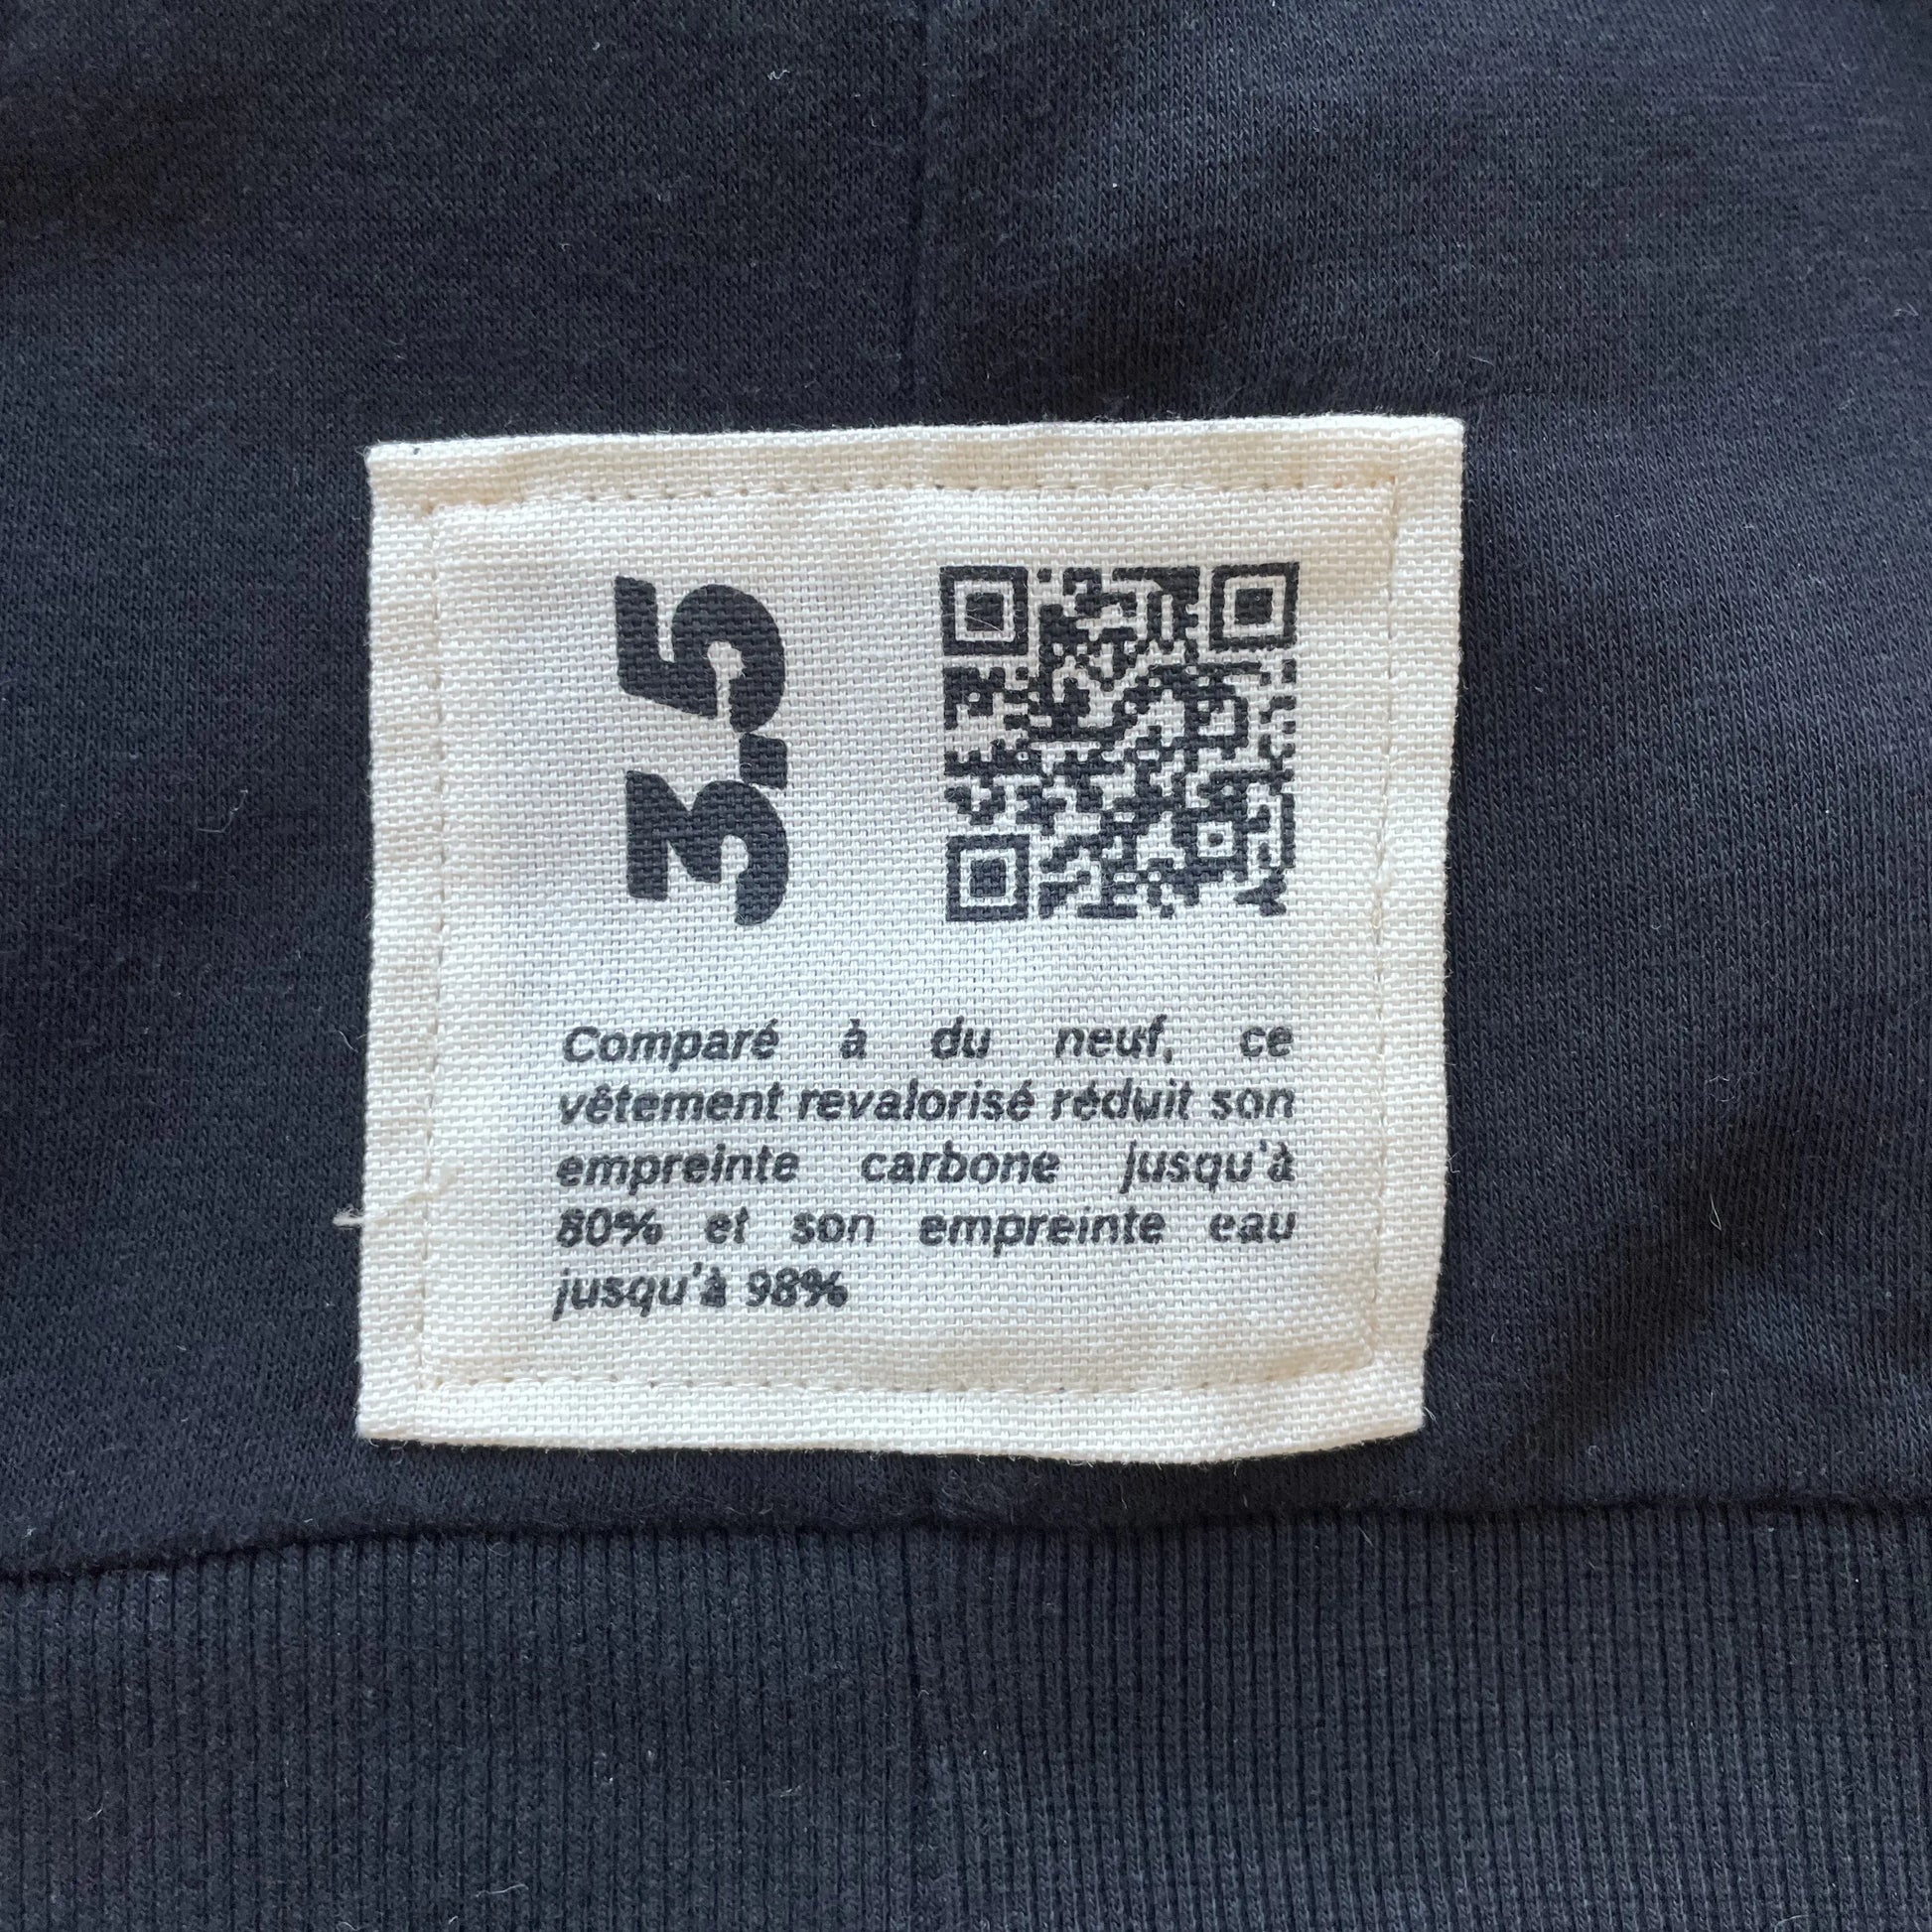 3.5
Comparé à du neuf, ce
vêtement revalorisé réduit son
empreinte carbone jusqu'à
80% et son empreinte eau
jusqu'à 98%